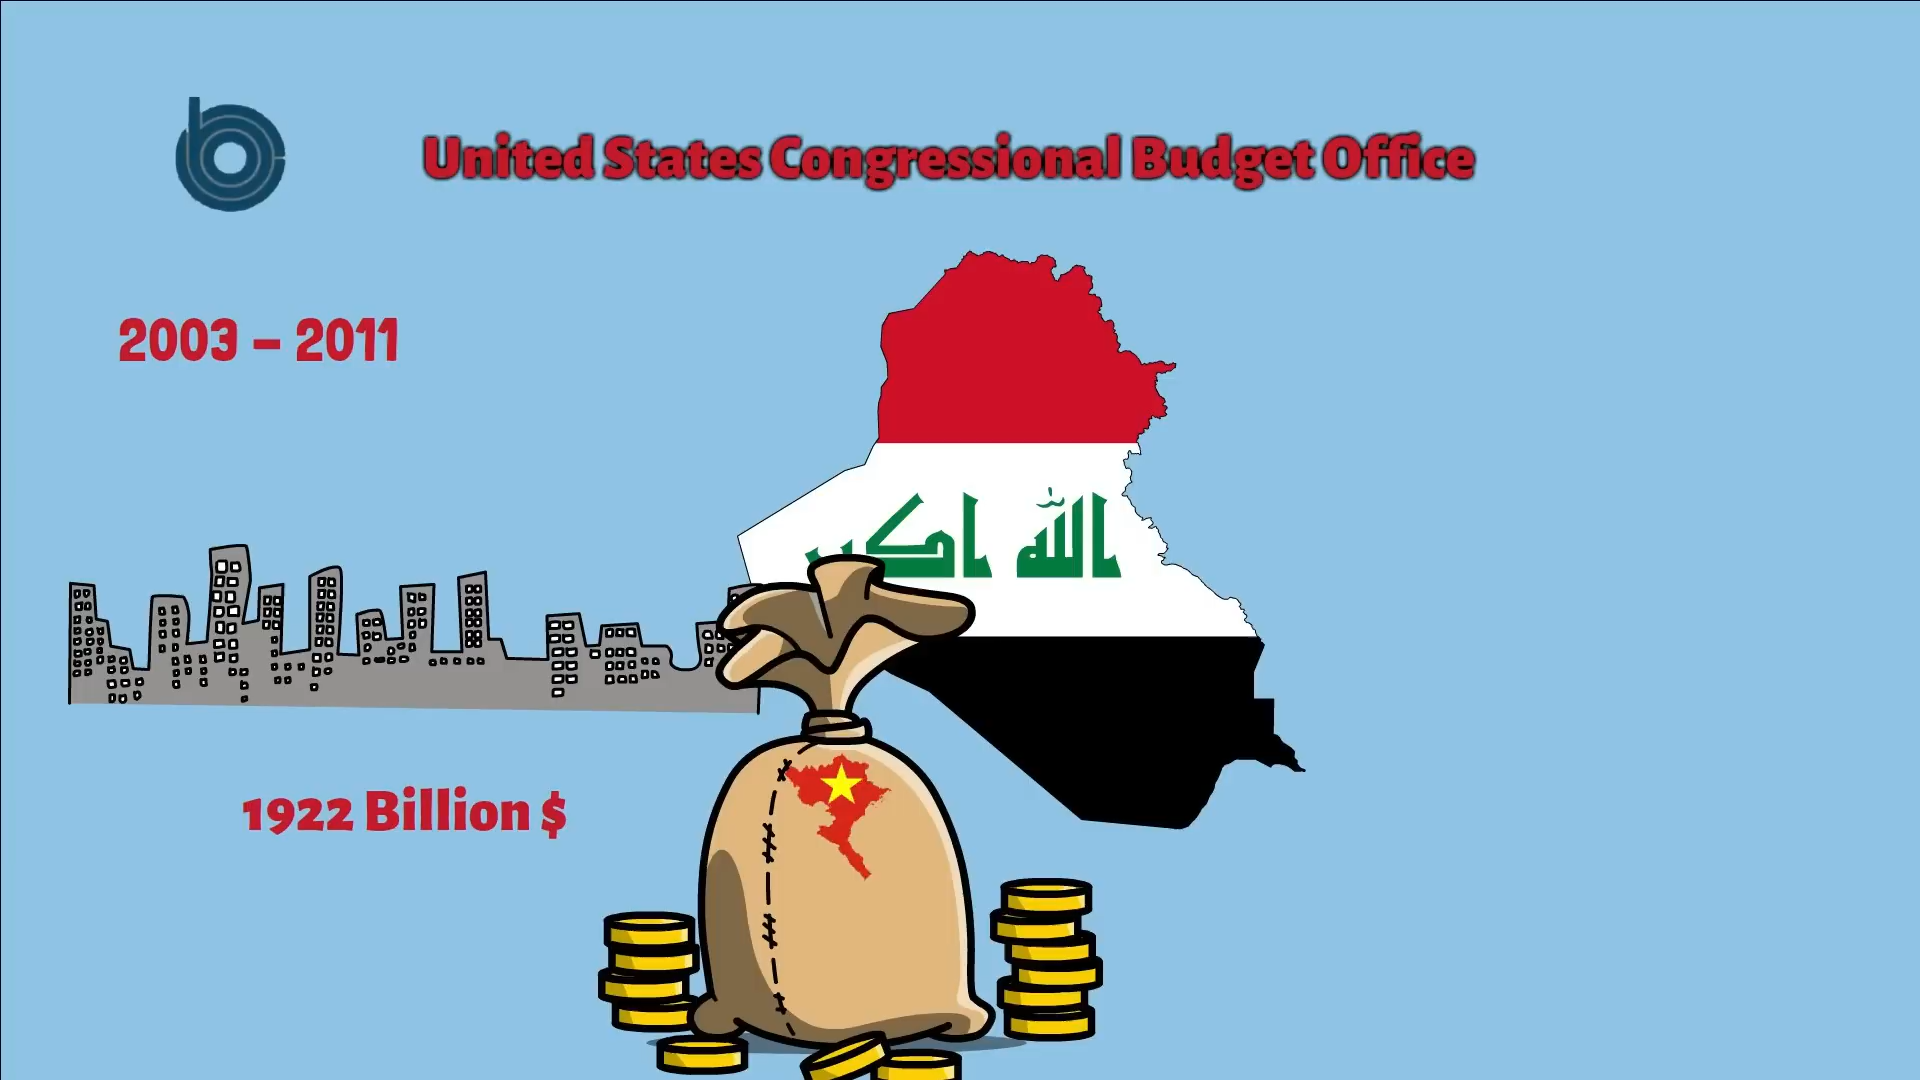 United States Congressional Budget Office
2003 – 2011
الله اكبر
1922 Billion $